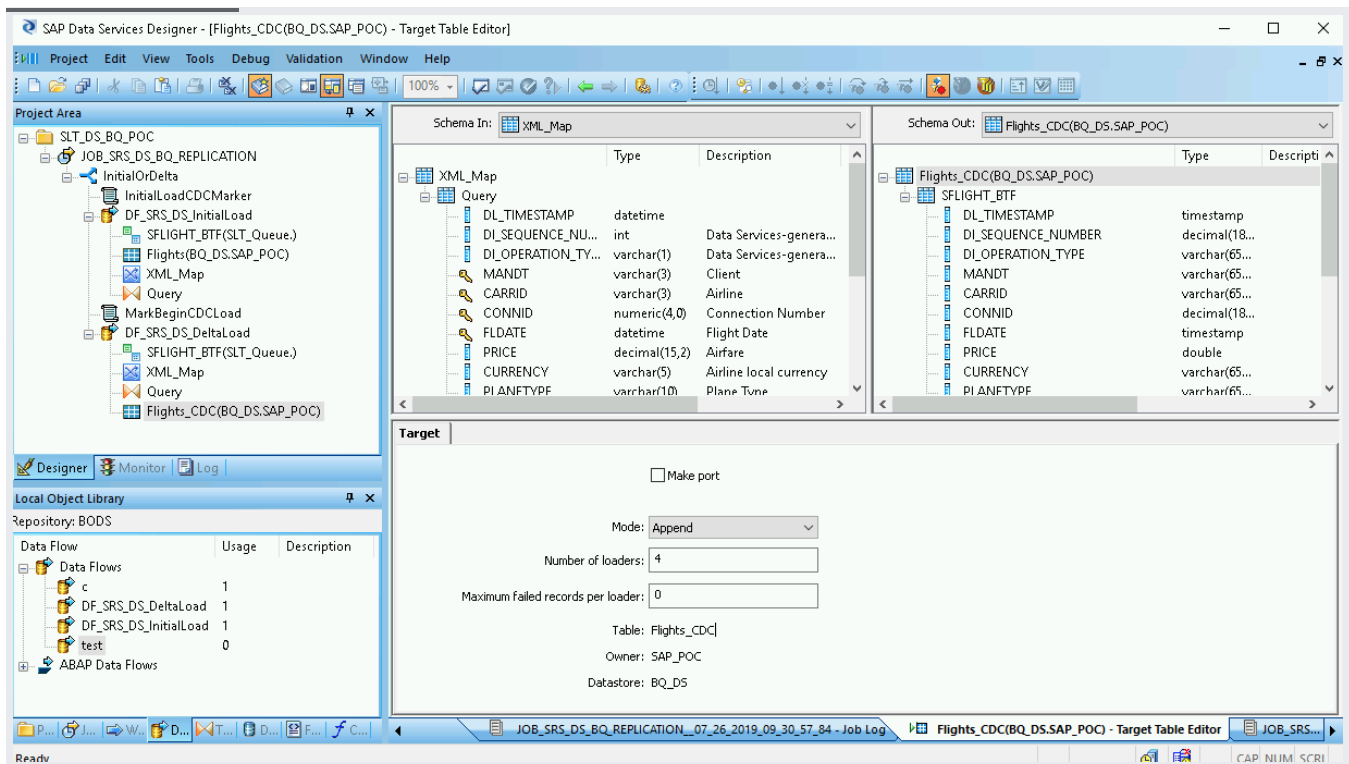 SAP Data Services Designer - [Flights_CDC(BQ_DS.SAP_POC) - Target Table Editor]
Project Edit View Tools Debug Validation Window Help
100%
Project Area
SLT_DS_BQ_POC
JOB_SRS_DS_BQ_REPLICATION
InitialOrDelta
InitialLoadCDCMarker
DF_SRS_DS_InitialLoad
SFLIGHT_BTF(SLT_Queue.)
Flights(BQ_DS.SAP_POC)
XML_Map
Query
MarkBeginCDCLoad
DF_SRS_DS_DeltaLoad
SFLIGHT_BTF(SLT_Queue.)
XML_Map
Query
Flights_CDC(BQ_DS.SAP_POC)
Designer Monitor Log
Local Object Library
Repository: BODS
Data Flow Usage Description
Data Flows
c 1
DF_SRS_DS_DeltaLoad 1
DF_SRS_DS_InitialLoad 1
test 0
ABAP Data Flows
P... J... W... D... T... D... F... C...
Schema In: XML_Map
Type Description
XML_Map
Query
DL_TIMESTAMP datetime
DI_SEQUENCE_NU... int Data Services-genera...
DI_OPERATION_TY... varchar(1) Data Services-genera...
MANDT varchar(3) Client
CARRID varchar(3) Airline
CONNID numeric(4,0) Connection Number
FLDATE datetime Flight Date
PRICE decimal(15,2) Airfare
CURRENCY varchar(5) Airline local currency
PLANETYPE varchar(10) Plane Type
Schema Out: Flights_CDC(BQ_DS.SAP_POC)
Type Descripti
Flights_CDC(BQ_DS.SAP_POC)
SFLIGHT_BTF
DL_TIMESTAMP timestamp
DI_SEQUENCE_NUMBER decimal(18...
DI_OPERATION_TYPE varchar(65...
MANDT varchar(65...
CARRID varchar(65...
CONNID decimal(18...
FLDATE timestamp
PRICE double
CURRENCY varchar(65...
PLANETYPE varchar(65...
Target
Make port
Mode: Append
Number of loaders: 4
Maximum failed records per loader: 0
Table: Flights_CDC
Owner: SAP_POC
Datastore: BQ_DS
JOB_SRS_DS_BQ_REPLICATION__07_26_2019_09_30_57_84 - Job Log Flights_CDC(BQ_DS.SAP_POC) - Target Table Editor JOB_SRS...
Ready CAP NUM SCRL